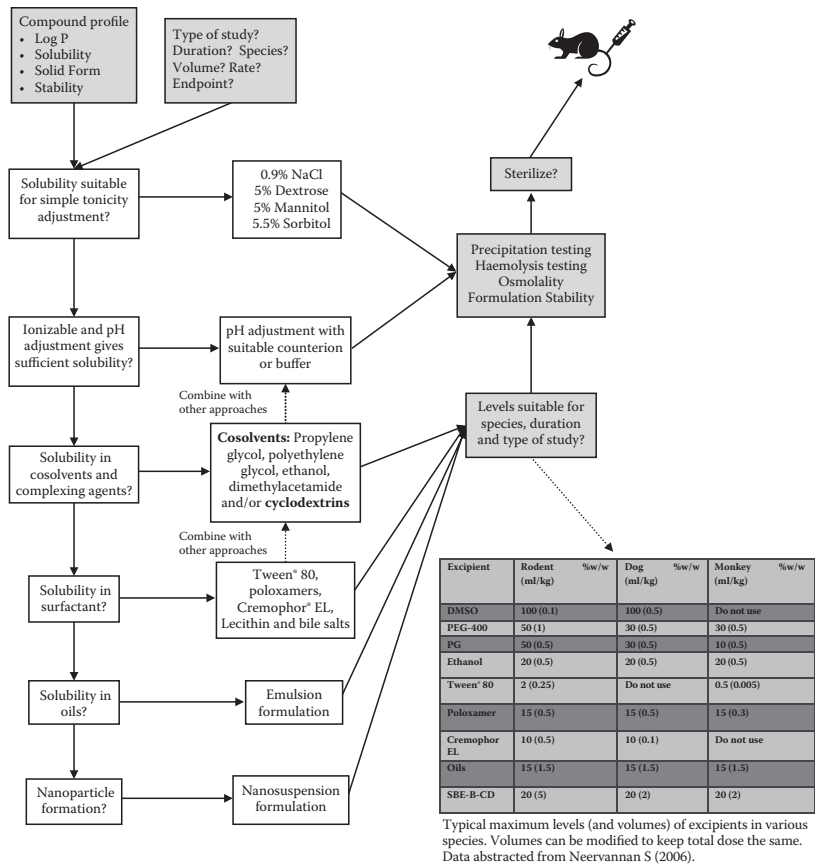 Compound profile
• Log P
• Solubility
• Solid Form
• Stability
Type of study?
Duration? Species?
Volume? Rate?
Endpoint?
Solubility suitable
for simple tonicity
adjustment?
0.9% NaCl
5% Dextrose
5% Mannitol
5.5% Sorbitol
Sterilize?
Precipitation testing
Haemolysis testing
Osmolality
Formulation Stability
Ionizable and pH
adjustment gives
sufficient solubility?
pH adjustment with
suitable counterion
or buffer
Combine with
other approaches
Levels suitable for
species, duration
and type of study?
Solubility in
cosolvents and
complexing agents?
Cosolvents: Propylene
glycol, polyethylene
glycol, ethanol,
dimethylacetamide
and/or cyclodextrins
Combine with
other approaches
Solubility in
surfactant?
Tween® 80,
poloxamers,
Cremophor® EL,
Lecithin and bile salts
Solubility in
oils?
Emulsion
formulation
Nanoparticle
formation?
Nanosuspension
formulation
Excipient Rodent %w/w Dog %w/w Monkey %w/w
(ml/kg) (ml/kg) (ml/kg)
DMSO 100 (0.1) 100 (0.5) Do not use
PEG-400 50 (1) 30 (0.5) 30 (0.5)
PG 50 (0.5) 30 (0.5) 10 (0.5)
Ethanol 20 (0.5) 20 (0.5) 20 (0.5)
Tween® 80 2 (0.25) Do not use 0.5 (0.005)
Poloxamer 15 (0.5) 15 (0.5) 15 (0.3)
Cremophor 10 (0.5) 10 (0.1) Do not use
EL
Oils 15 (1.5) 15 (1.5) 15 (1.5)
SBE-B-CD 20 (5) 20 (2) 20 (2)
Typical maximum levels (and volumes) of excipients in various
species. Volumes can be modified to keep total dose the same.
Data abstracted from Neervannan S (2006).